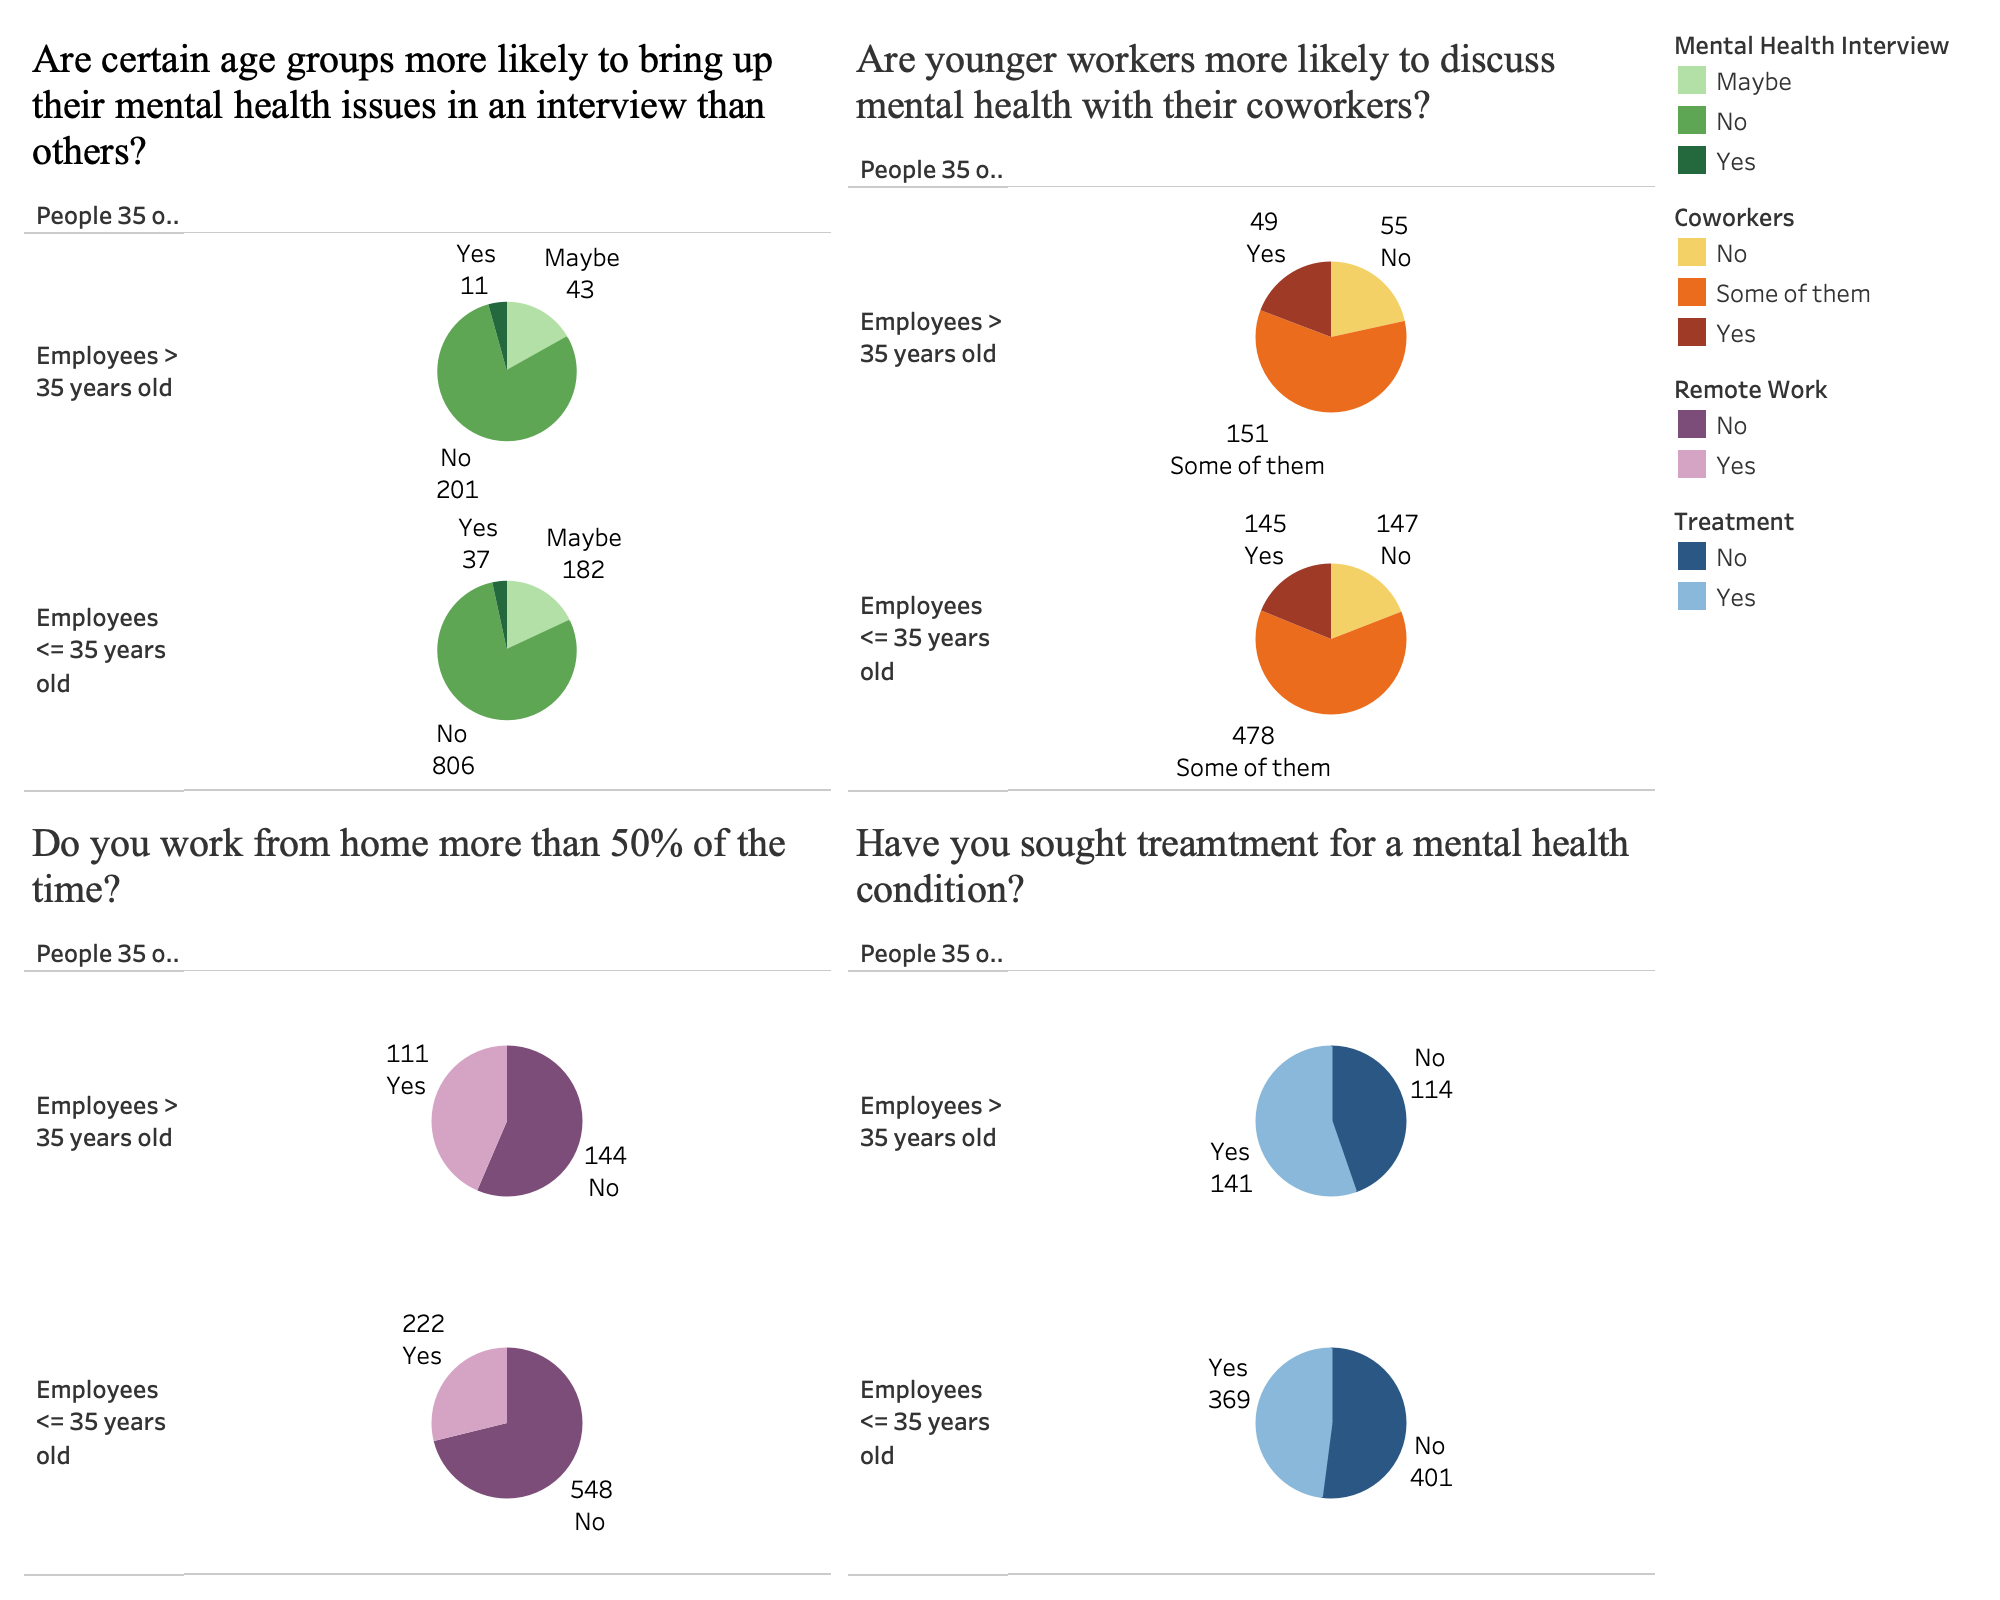 Are certain age groups more likely to bring up
their mental health issues in an interview than
others?
People 35 o..
Yes
11
Maybe
43
Employees >
35 years old
No
201
Yes
37
Maybe
182
Employees
<= 35 years
old
No
806
Are younger workers more likely to discuss
mental health with their coworkers?
People 35 o..
49
Yes
55
No
Employees >
35 years old
151
Some of them
145
Yes
147
No
Employees
<= 35 years
old
478
Some of them
Do you work from home more than 50% of the
time?
People 35 o..
111
Yes
Employees >
35 years old
144
No
222
Yes
Employees
<= 35 years
old
548
No
Have you sought treamtment for a mental health
condition?
People 35 o..
No
114
Employees >
35 years old
Yes
141
Yes
369
Employees
<= 35 years
old
No
401
Mental Health Interview
Maybe
No
Yes
Coworkers
No
Some of them
Yes
Remote Work
No
Yes
Treatment
No
Yes